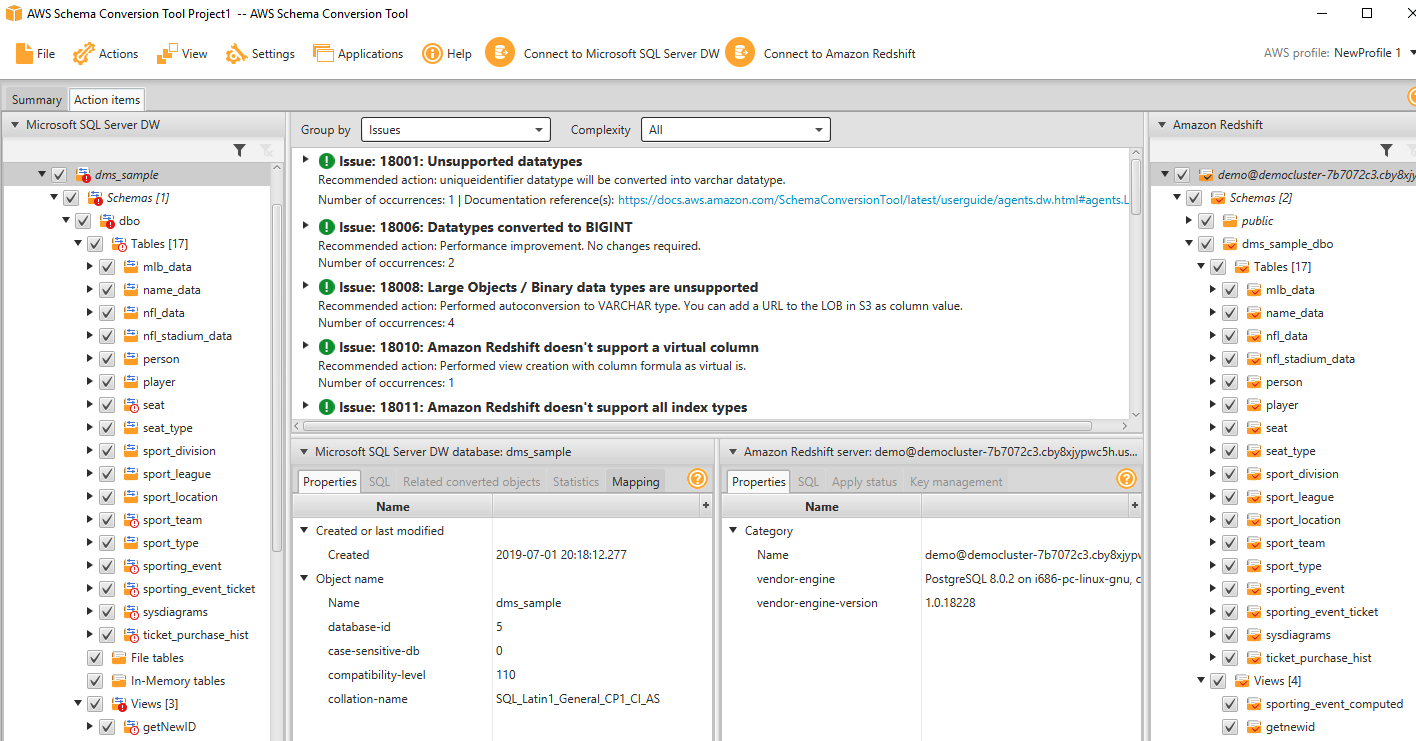 AWS Schema Conversion Tool Project1 -- AWS Schema Conversion Tool
File Actions View Settings Applications Help Connect to Microsoft SQL Server DW Connect to Amazon Redshift AWS profile: NewProfile 1
Summary Action items
Microsoft SQL Server DW
dms_sample
Schemas [1]
dbo
Tables [17]
mlb_data
name_data
nfl_data
nfl_stadium_data
person
player
seat
seat_type
sport_division
sport_league
sport_location
sport_team
sport_type
sporting_event
sporting_event_ticket
sysdiagrams
ticket_purchase_hist
File tables
In-Memory tables
Views [3]
getNewID
Group by Issues Complexity All
Issue: 18001: Unsupported datatypes
Recommended action: uniqueidentifier datatype will be converted into varchar datatype.
Number of occurrences: 1 | Documentation reference(s): https://docs.aws.amazon.com/SchemaConversionTool/latest/userguide/agents.dw.html#agents.L
Issue: 18006: Datatypes converted to BIGINT
Recommended action: Performance improvement. No changes required.
Number of occurrences: 2
Issue: 18008: Large Objects / Binary data types are unsupported
Recommended action: Performed autoconversion to VARCHAR type. You can add a URL to the LOB in S3 as column value.
Number of occurrences: 4
Issue: 18010: Amazon Redshift doesn't support a virtual column
Recommended action: Performed view creation with column formula as virtual is.
Number of occurrences: 1
Issue: 18011: Amazon Redshift doesn't support all index types
Microsoft SQL Server DW database: dms_sample
Properties SQL Related converted objects Statistics Mapping
Name
Created or last modified
Created 2019-07-01 20:18:12.277
Object name
Name dms_sample
database-id 5
case-sensitive-db 0
compatibility-level 110
collation-name SQL_Latin1_General_CP1_CI_AS
Amazon Redshift server: demo@democluster-7b7072c3.cby8xjypwc5h.us...
Properties SQL Apply status Key management
Name
Category
Name demo@democluster-7b7072c3.cby8xjypw
vendor-engine PostgreSQL 8.0.2 on i686-pc-linux-gnu, c
vendor-engine-version 1.0.18228
Amazon Redshift
demo@democluster-7b7072c3.cby8xjy
Schemas [2]
public
dms_sample_dbo
Tables [17]
mlb_data
name_data
nfl_data
nfl_stadium_data
person
player
seat
seat_type
sport_division
sport_league
sport_location
sport_team
sport_type
sporting_event
sporting_event_ticket
sysdiagrams
ticket_purchase_hist
Views [4]
sporting_event_computed
getnewid